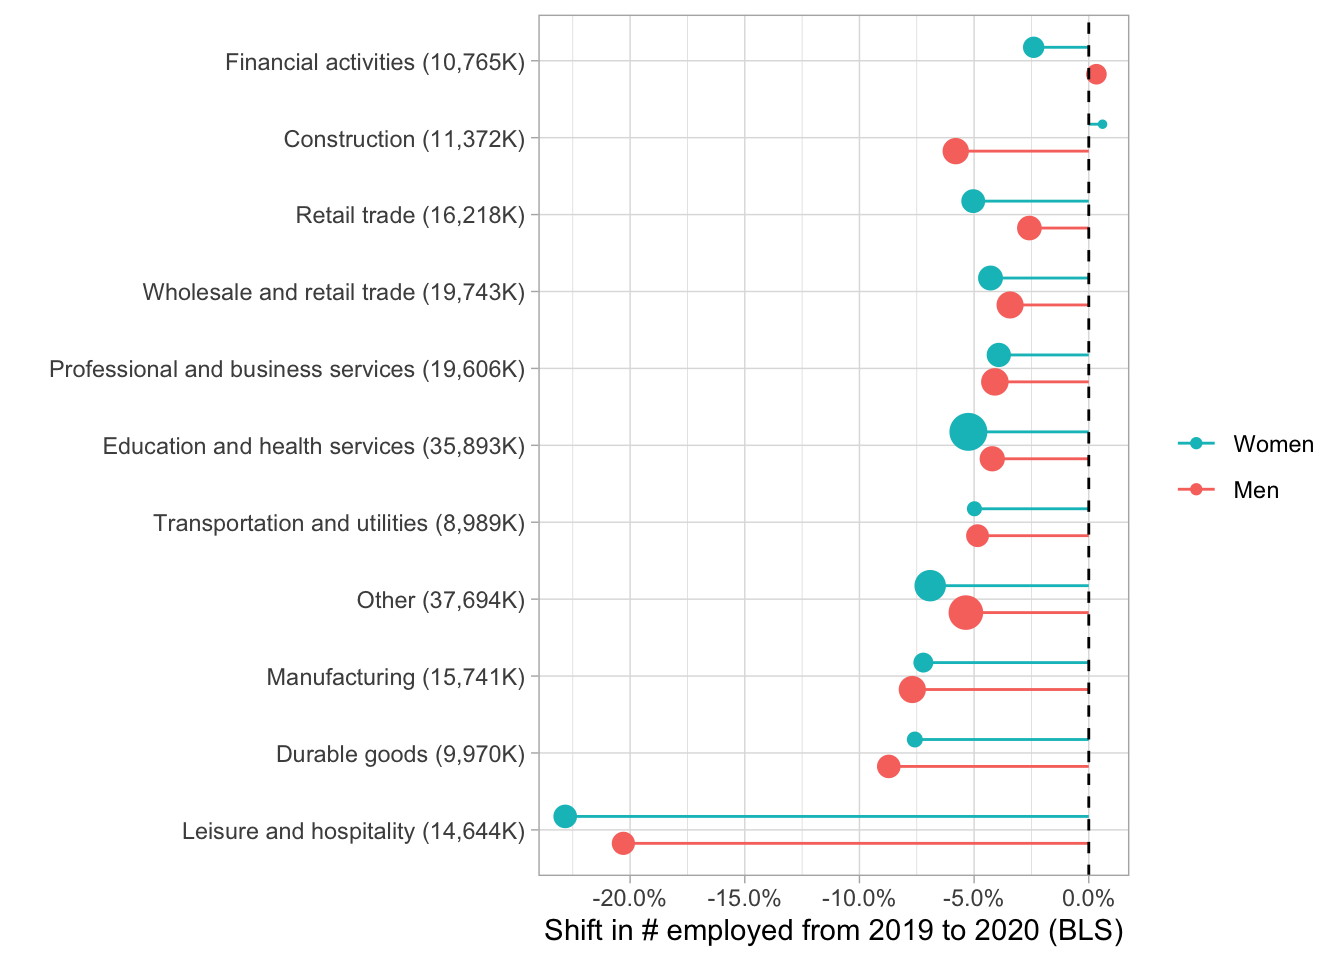 Financial activities (10,765K)
Construction (11,372K)
Retail trade (16,218K)
Wholesale and retail trade (19,743K)
Professional and business services (19,606K)
Education and health services (35,893K)
Transportation and utilities (8,989K)
Other (37,694K)
Manufacturing (15,741K)
Durable goods (9,970K)
Leisure and hospitality (14,644K)
-20.0% -15.0% -10.0% -5.0% 0.0%
Shift in # employed from 2019 to 2020 (BLS)
Women
Men